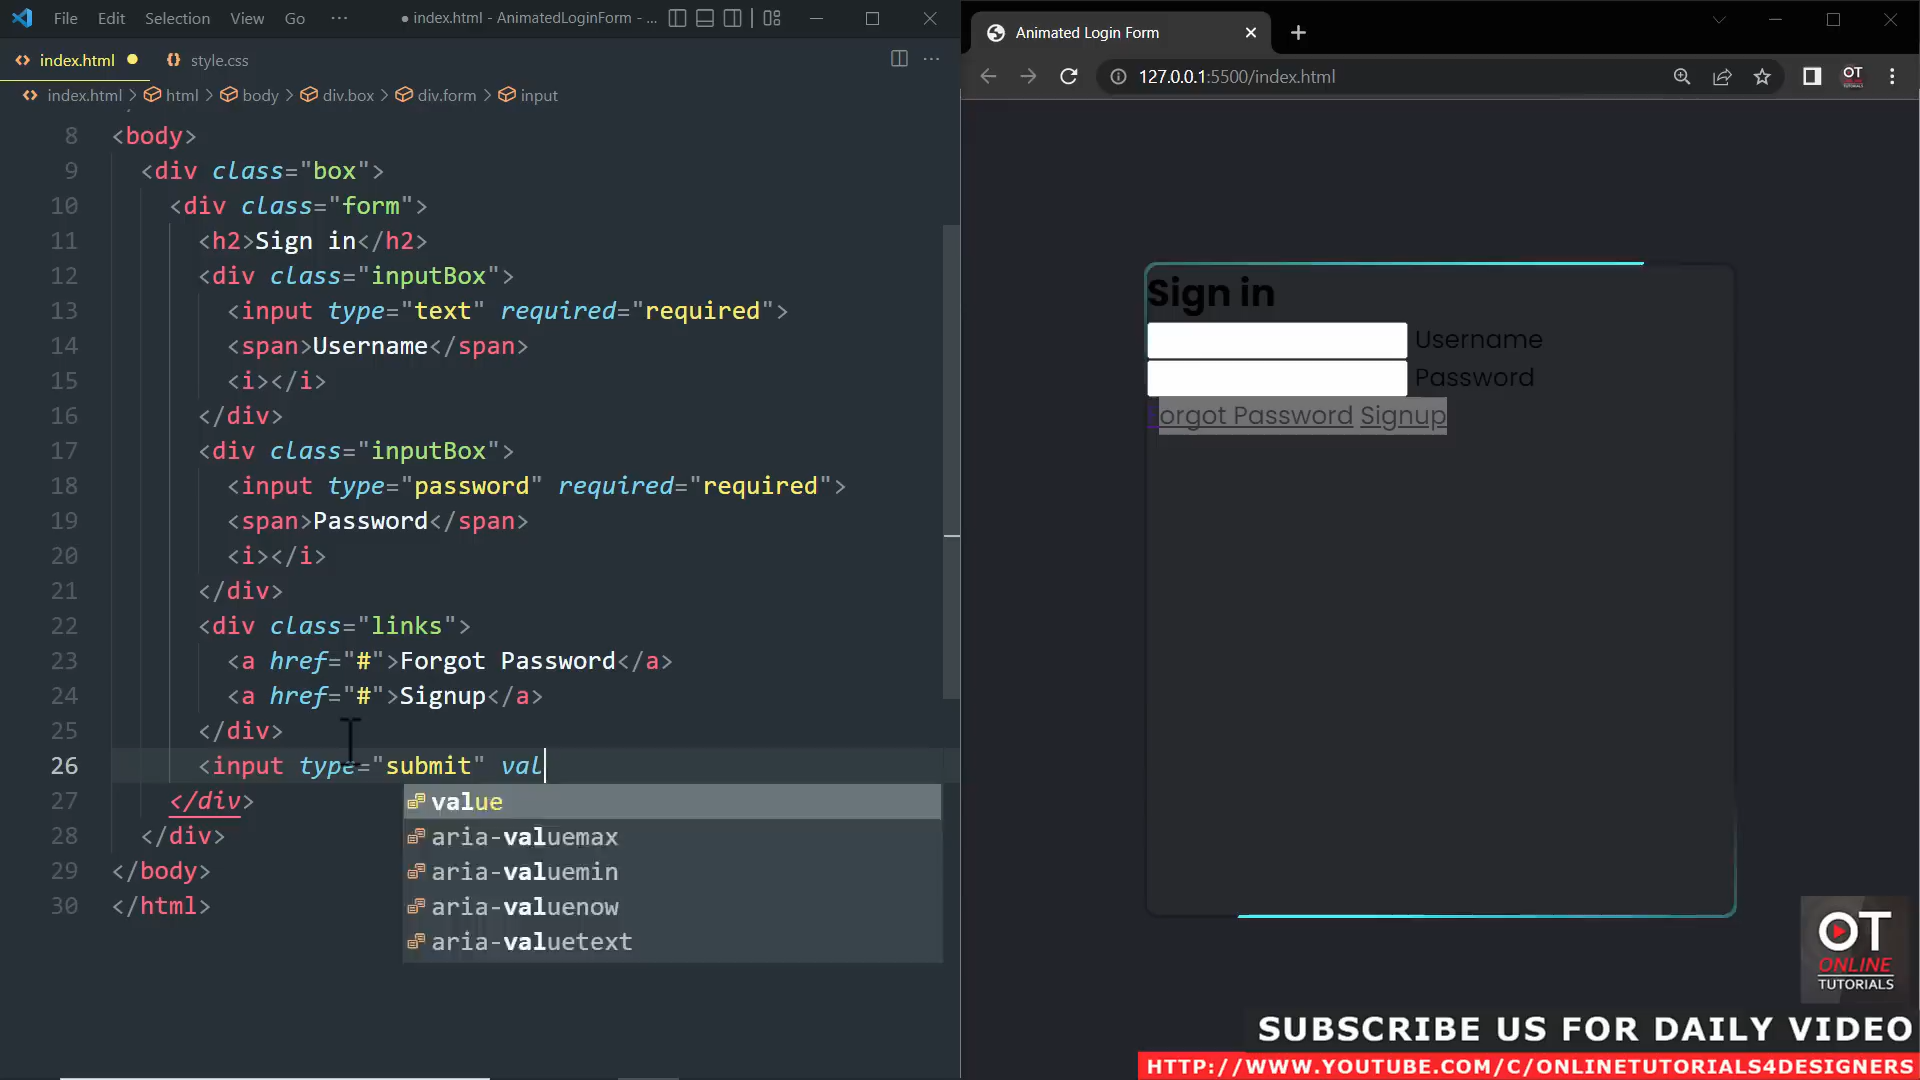 File Edit Selection View Go ··· ● index.html - AnimatedLoginForm - ...
index.html ● style.css
index.html > html > body > div.box > div.form > input
8 <body>
9 <div class="box">
10 <div class="form">
11 <h2>Sign in</h2>
12 <div class="inputBox">
13 <input type="text" required="required">
14 <span>Username</span>
15 <i></i>
16 </div>
17 <div class="inputBox">
18 <input type="password" required="required">
19 <span>Password</span>
20 <i></i>
21 </div>
22 <div class="links">
23 <a href="#">Forgot Password</a>
24 <a href="#">Signup</a>
25 </div>
26 <input type="submit" val
27 </div>
28 </div>
29 </body>
30 </html>
value
aria-valuemax
aria-valuemin
aria-valuenow
aria-valuetext
Animated Login Form
127.0.0.1:5500/index.html
Sign in
Username
Password
Forgot Password Signup
OT
ONLINE
TUTORIALS
SUBSCRIBE US FOR DAILY VIDEO
HTTP://WWW.YOUTUBE.COM/C/ONLINETUTORIALS4DESIGNERS